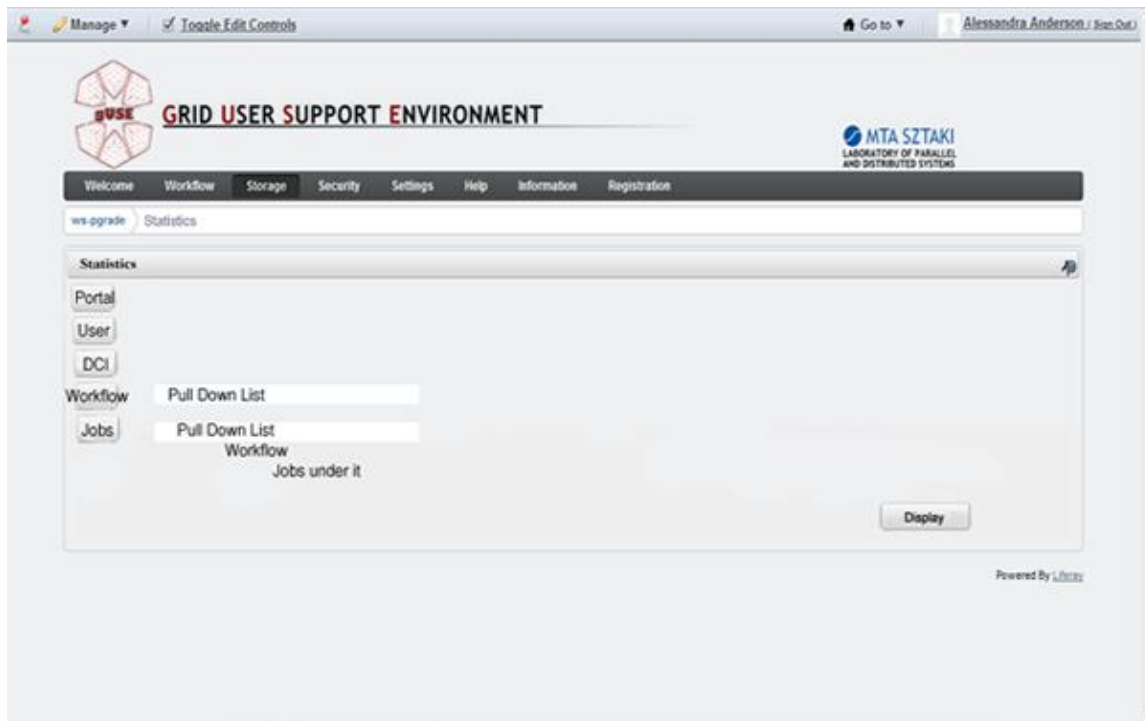 Manage ▼ Toggle Edit Controls Go to ▼ Alessandra Anderson ( Sign Out )
gUSE
GRID USER SUPPORT ENVIRONMENT
MTA SZTAKI
LABORATORY OF PARALLEL
AND DISTRIBUTED SYSTEMS
Welcome Workflow Storage Security Settings Help Information Registration
ws-pgrade Statistics
Statistics
Portal
User
DCI
Workflow Pull Down List
Jobs Pull Down List
Workflow
Jobs under it
Display
Powered By Liferay